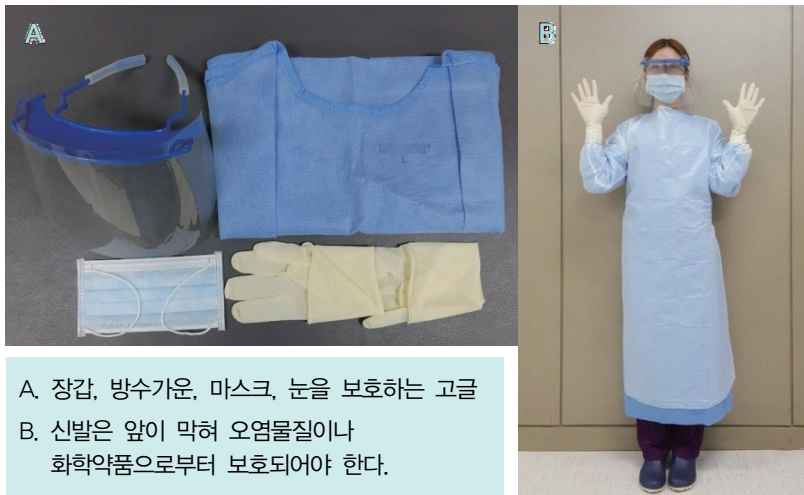 A
B
A. 장갑, 방수가운, 마스크, 눈을 보호하는 고글
B. 신발은 앞이 막혀 오염물질이나
화학약품으로부터 보호되어야 한다.